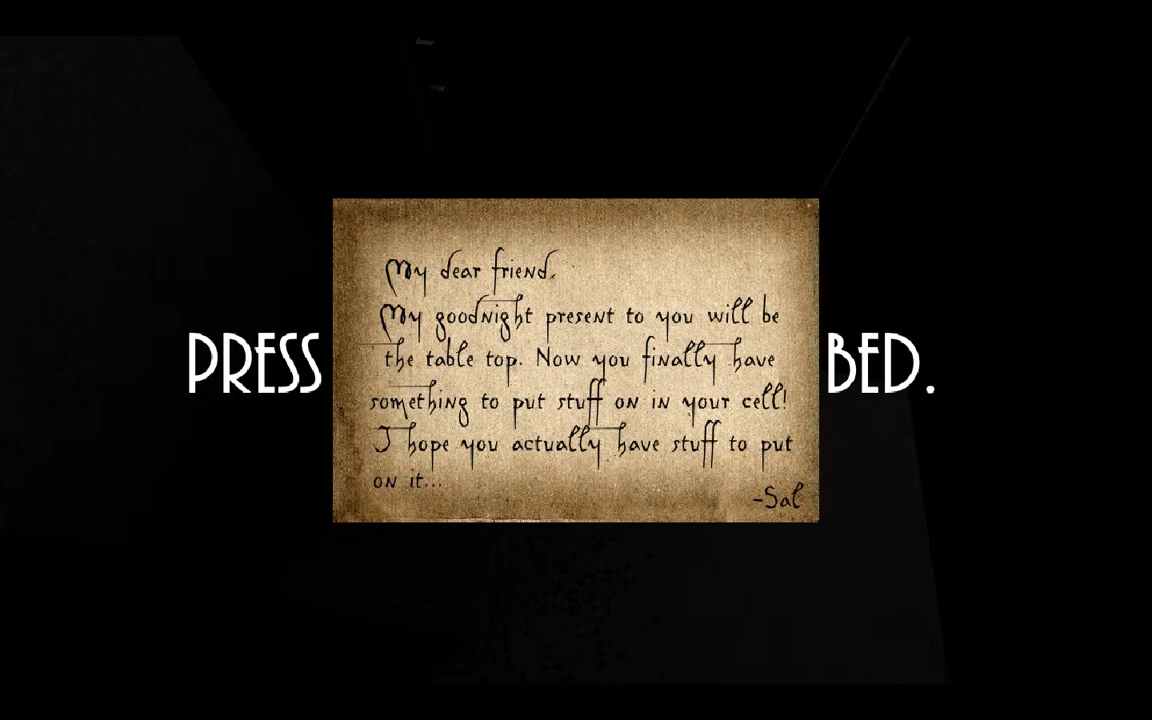 My dear friend.
My goodnight present to you will be
PRESS
the table top. Now you finally have
BED.
something to put stuff on in your cell!
I hope you actually have stuff to put
on it...
-Sal